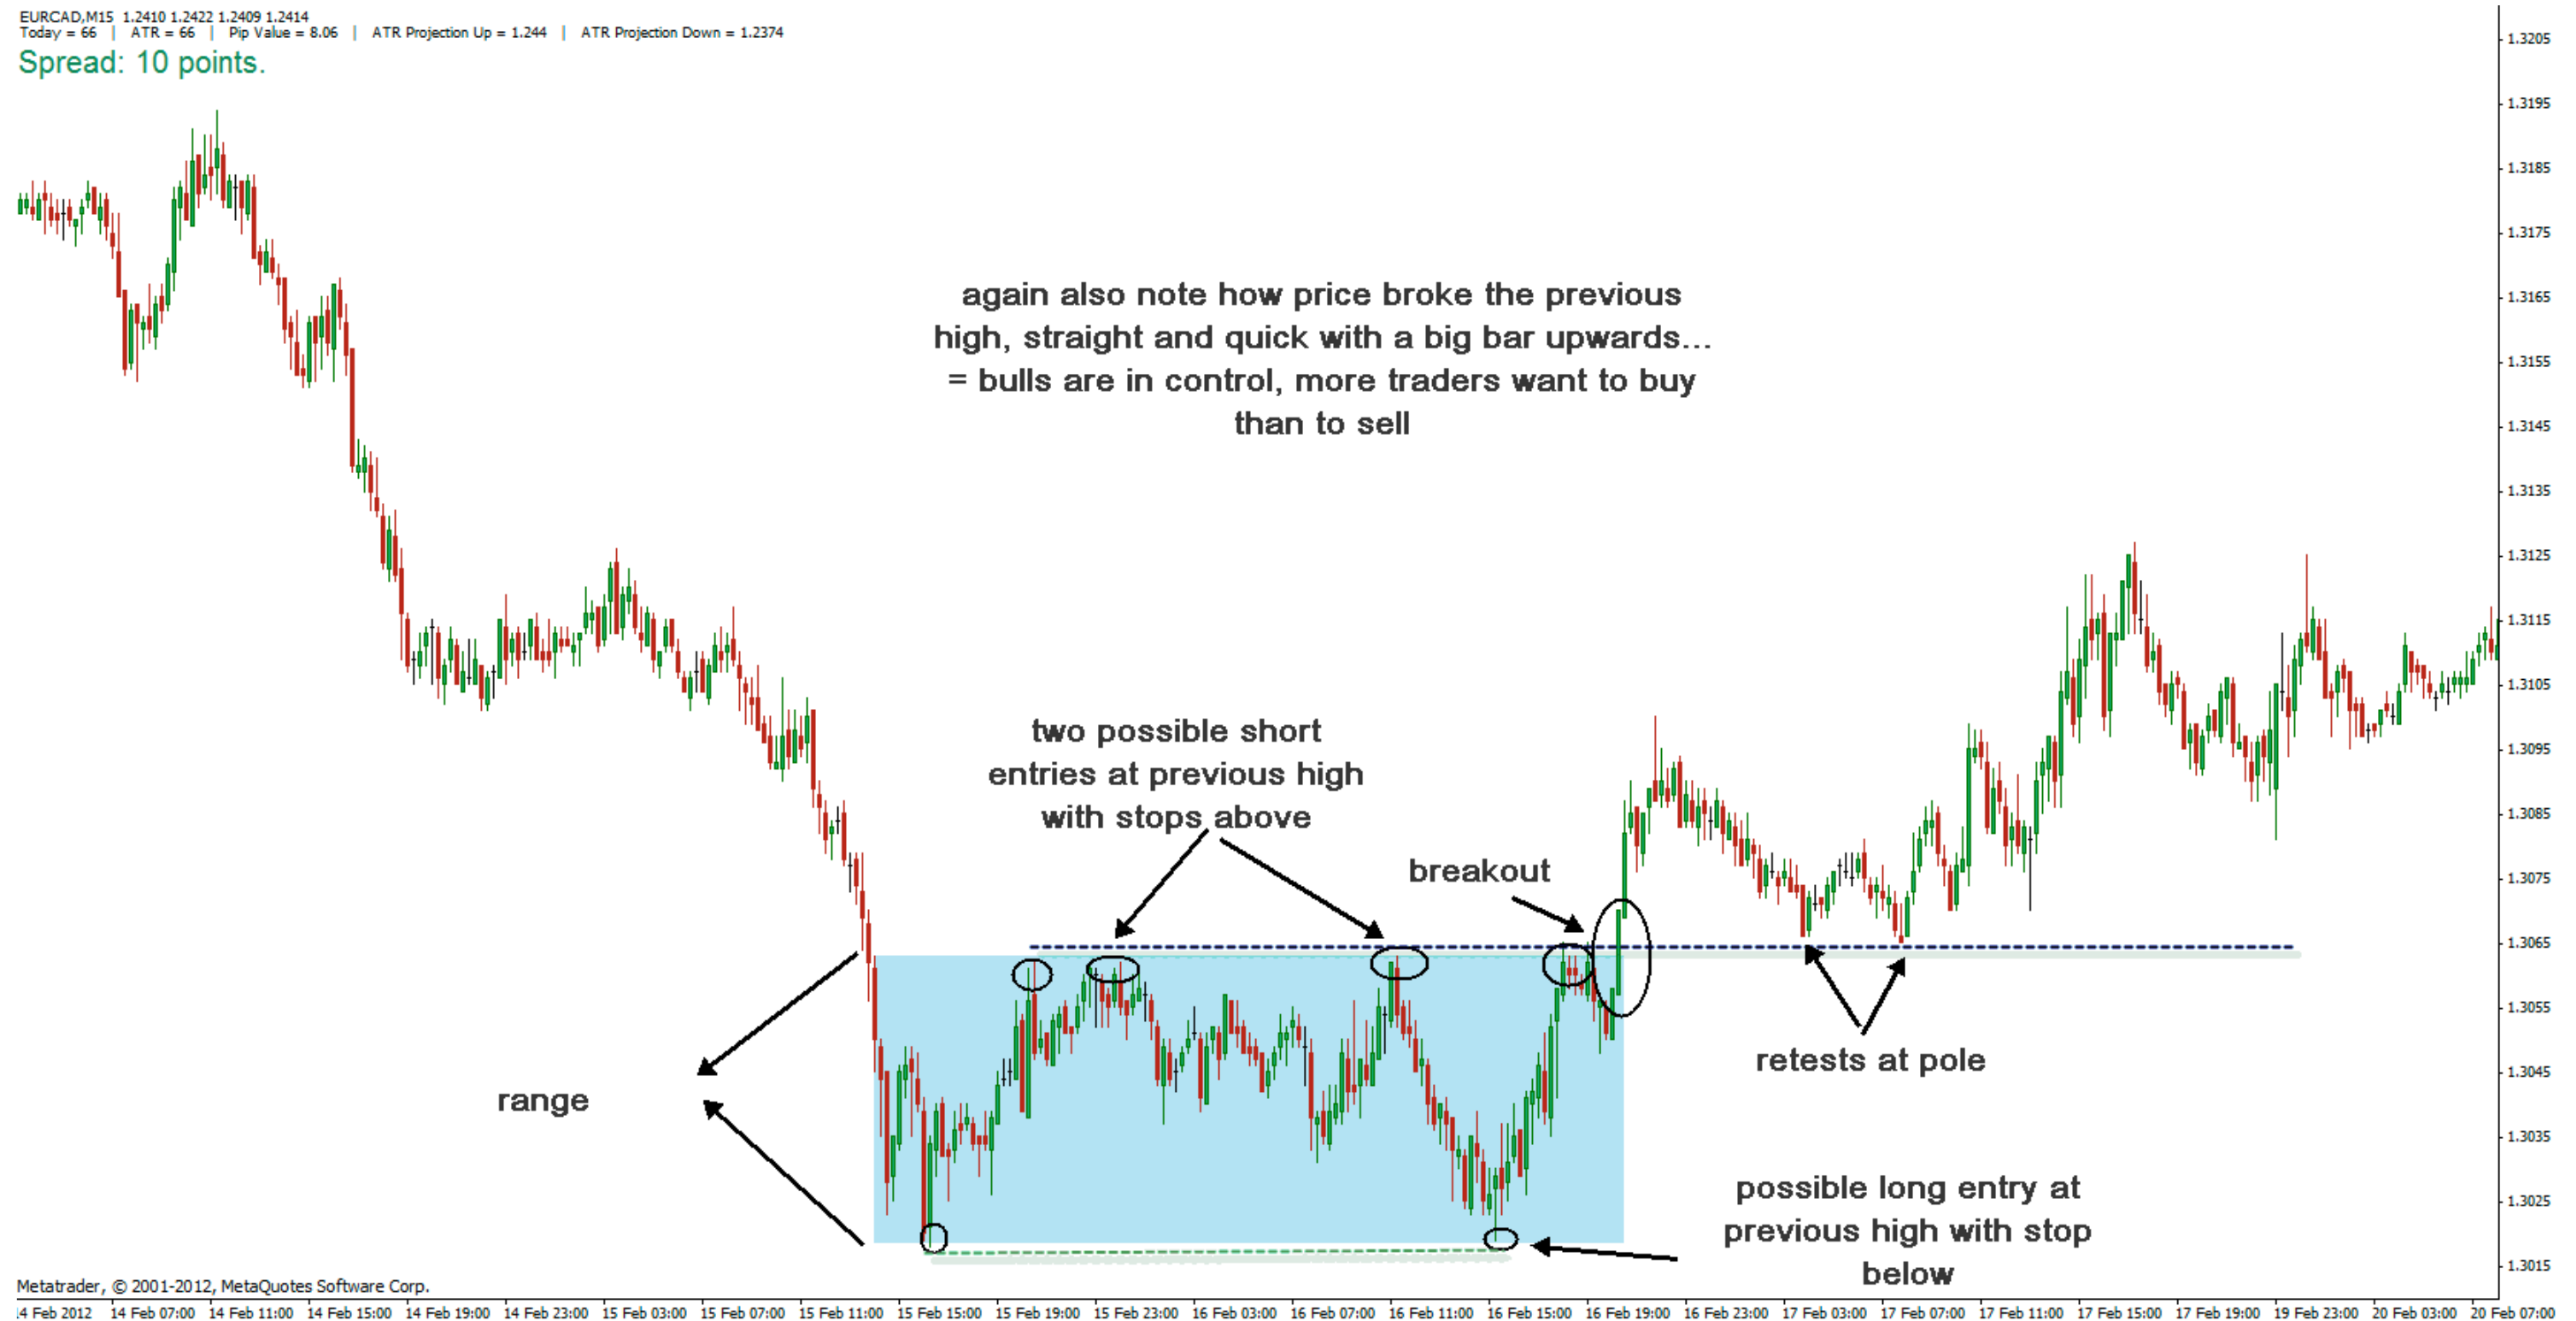 EURCAD,M15 1.2410 1.2422 1.2409 1.2414
Today = 66 | ATR = 66 | Pip Value = 8.06 | ATR Projection Up = 1.244 | ATR Projection Down = 1.2374
Spread: 10 points.
again also note how price broke the previous
high, straight and quick with a big bar upwards...
= bulls are in control, more traders want to buy
than to sell
two possible short
entries at previous high
with stops above
breakout
retests at pole
range
possible long entry at
previous high with stop
below
1.3205
1.3195
1.3185
1.3175
1.3165
1.3155
1.3145
1.3135
1.3125
1.3115
1.3105
1.3095
1.3085
1.3075
1.3065
1.3055
1.3045
1.3035
1.3025
1.3015
Metatrader, © 2001-2012, MetaQuotes Software Corp.
14 Feb 2012 14 Feb 07:00 14 Feb 11:00 14 Feb 15:00 14 Feb 19:00 14 Feb 23:00 15 Feb 03:00 15 Feb 07:00 15 Feb 11:00 15 Feb 15:00 15 Feb 19:00 15 Feb 23:00 16 Feb 03:00 16 Feb 07:00 16 Feb 11:00 16 Feb 15:00 16 Feb 19:00 16 Feb 23:00 17 Feb 03:00 17 Feb 07:00 17 Feb 11:00 17 Feb 15:00 17 Feb 19:00 19 Feb 23:00 20 Feb 03:00 20 Feb 07:00